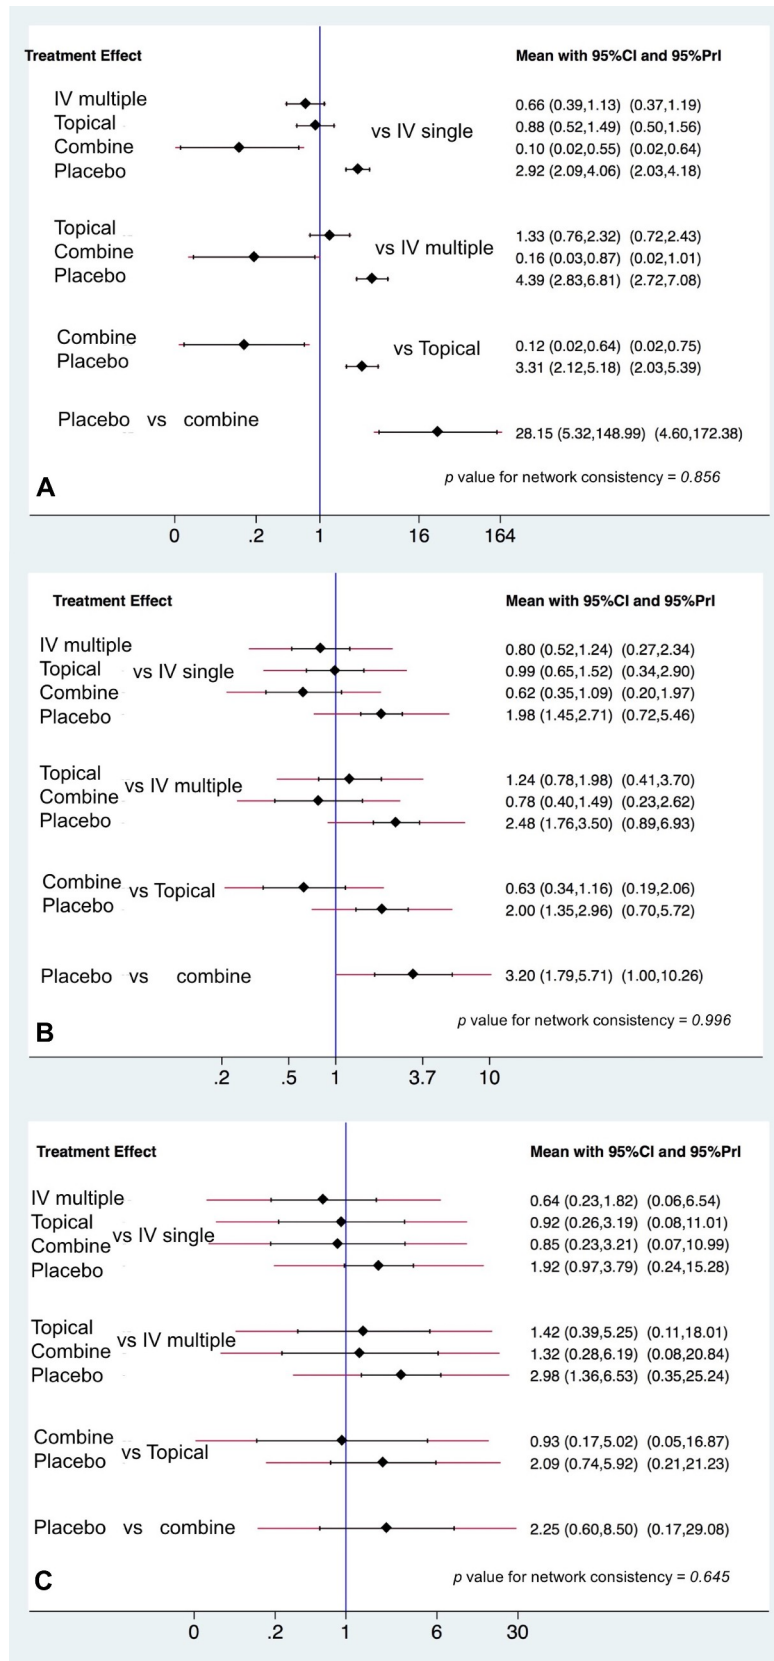 Treatment Effect Mean with 95%CI and 95%PrI
IV multiple 0.66 (0.39,1.13) (0.37,1.19)
Topical 0.88 (0.52,1.49) (0.50,1.56)
vs IV single
Combine 0.10 (0.02,0.55) (0.02,0.64)
Placebo 2.92 (2.09,4.06) (2.03,4.18)
Topical 1.33 (0.76,2.32) (0.72,2.43)
vs IV multiple
Combine 0.16 (0.03,0.87) (0.02,1.01)
Placebo 4.39 (2.83,6.81) (2.72,7.08)
Combine 0.12 (0.02,0.64) (0.02,0.75)
vs Topical
Placebo 3.31 (2.12,5.18) (2.03,5.39)
Placebo vs combine 28.15 (5.32,148.99) (4.60,172.38)
p value for network consistency = 0.856
A
0 .2 1 16 164
Treatment Effect Mean with 95%CI and 95%PrI
IV multiple 0.80 (0.52,1.24) (0.27,2.34)
Topical vs IV single 0.99 (0.65,1.52) (0.34,2.90)
Combine 0.62 (0.35,1.09) (0.20,1.97)
Placebo 1.98 (1.45,2.71) (0.72,5.46)
Topical 1.24 (0.78,1.98) (0.41,3.70)
vs IV multiple
Combine 0.78 (0.40,1.49) (0.23,2.62)
Placebo 2.48 (1.76,3.50) (0.89,6.93)
Combine 0.63 (0.34,1.16) (0.19,2.06)
vs Topical
Placebo 2.00 (1.35,2.96) (0.70,5.72)
Placebo vs combine 3.20 (1.79,5.71) (1.00,10.26)
p value for network consistency = 0.996
B
.2 .5 1 3.7 10
Treatment Effect Mean with 95%CI and 95%PrI
IV multiple 0.64 (0.23,1.82) (0.06,6.54)
Topical 0.92 (0.26,3.19) (0.08,11.01)
vs IV single
Combine 0.85 (0.23,3.21) (0.07,10.99)
Placebo 1.92 (0.97,3.79) (0.24,15.28)
Topical 1.42 (0.39,5.25) (0.11,18.01)
vs IV multiple
Combine 1.32 (0.28,6.19) (0.08,20.84)
Placebo 2.98 (1.36,6.53) (0.35,25.24)
Combine 0.93 (0.17,5.02) (0.05,16.87)
vs Topical
Placebo 2.09 (0.74,5.92) (0.21,21.23)
Placebo vs combine 2.25 (0.60,8.50) (0.17,29.08)
p value for network consistency = 0.645
C
0 .2 1 6 30